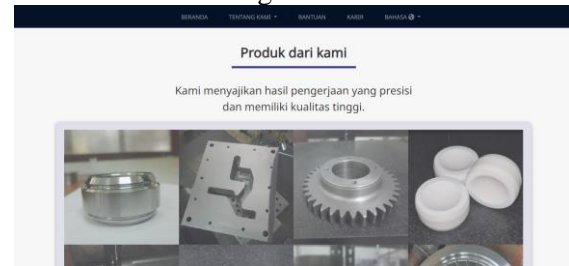 BERANDA TENTANG KAMI BANTUAN KARIR BAHASA
Produk dari kami
Kami menyajikan hasil pengerjaan yang presisi
dan memiliki kualitas tinggi.